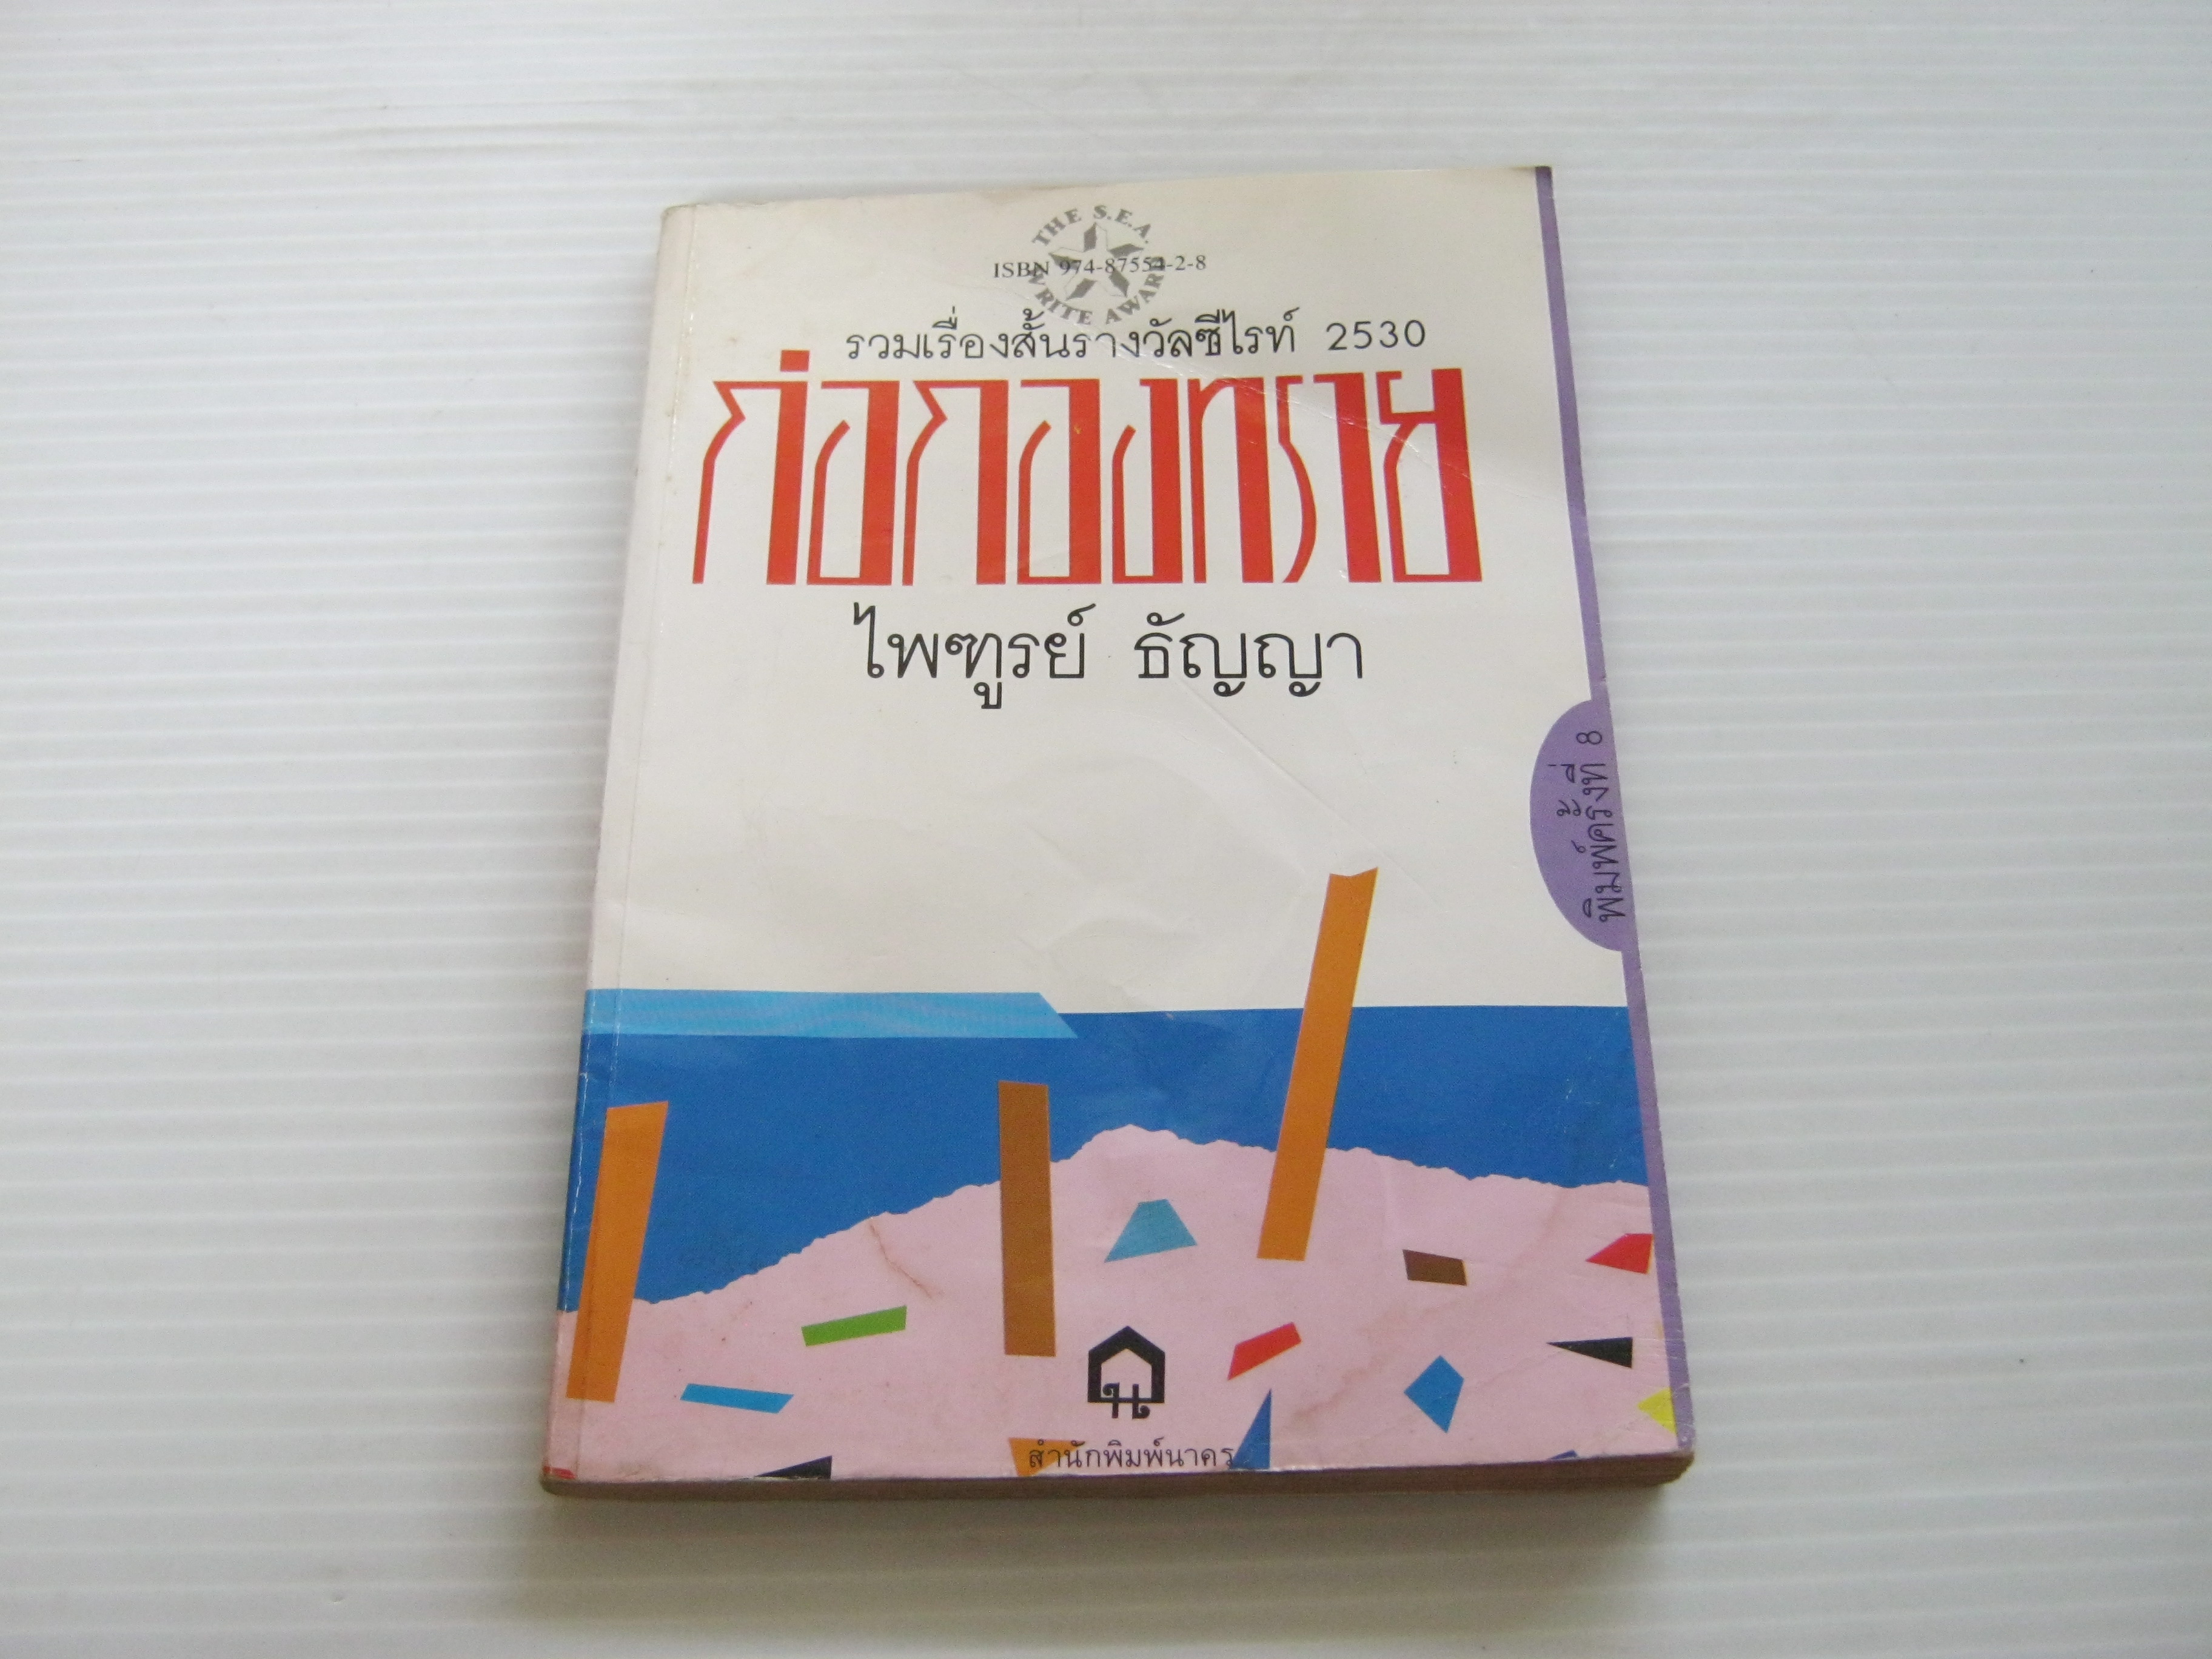 THE S.E.A. WRITE AWARD
ISBN 974-87554-2-8
รวมเรื่องสั้นรางวัลซีไรท์ 2530
ก่อกองทราย
ไพฑูรย์ ธัญญา
พิมพ์ครั้งที่ 8
น
สำนักพิมพ์นาคร